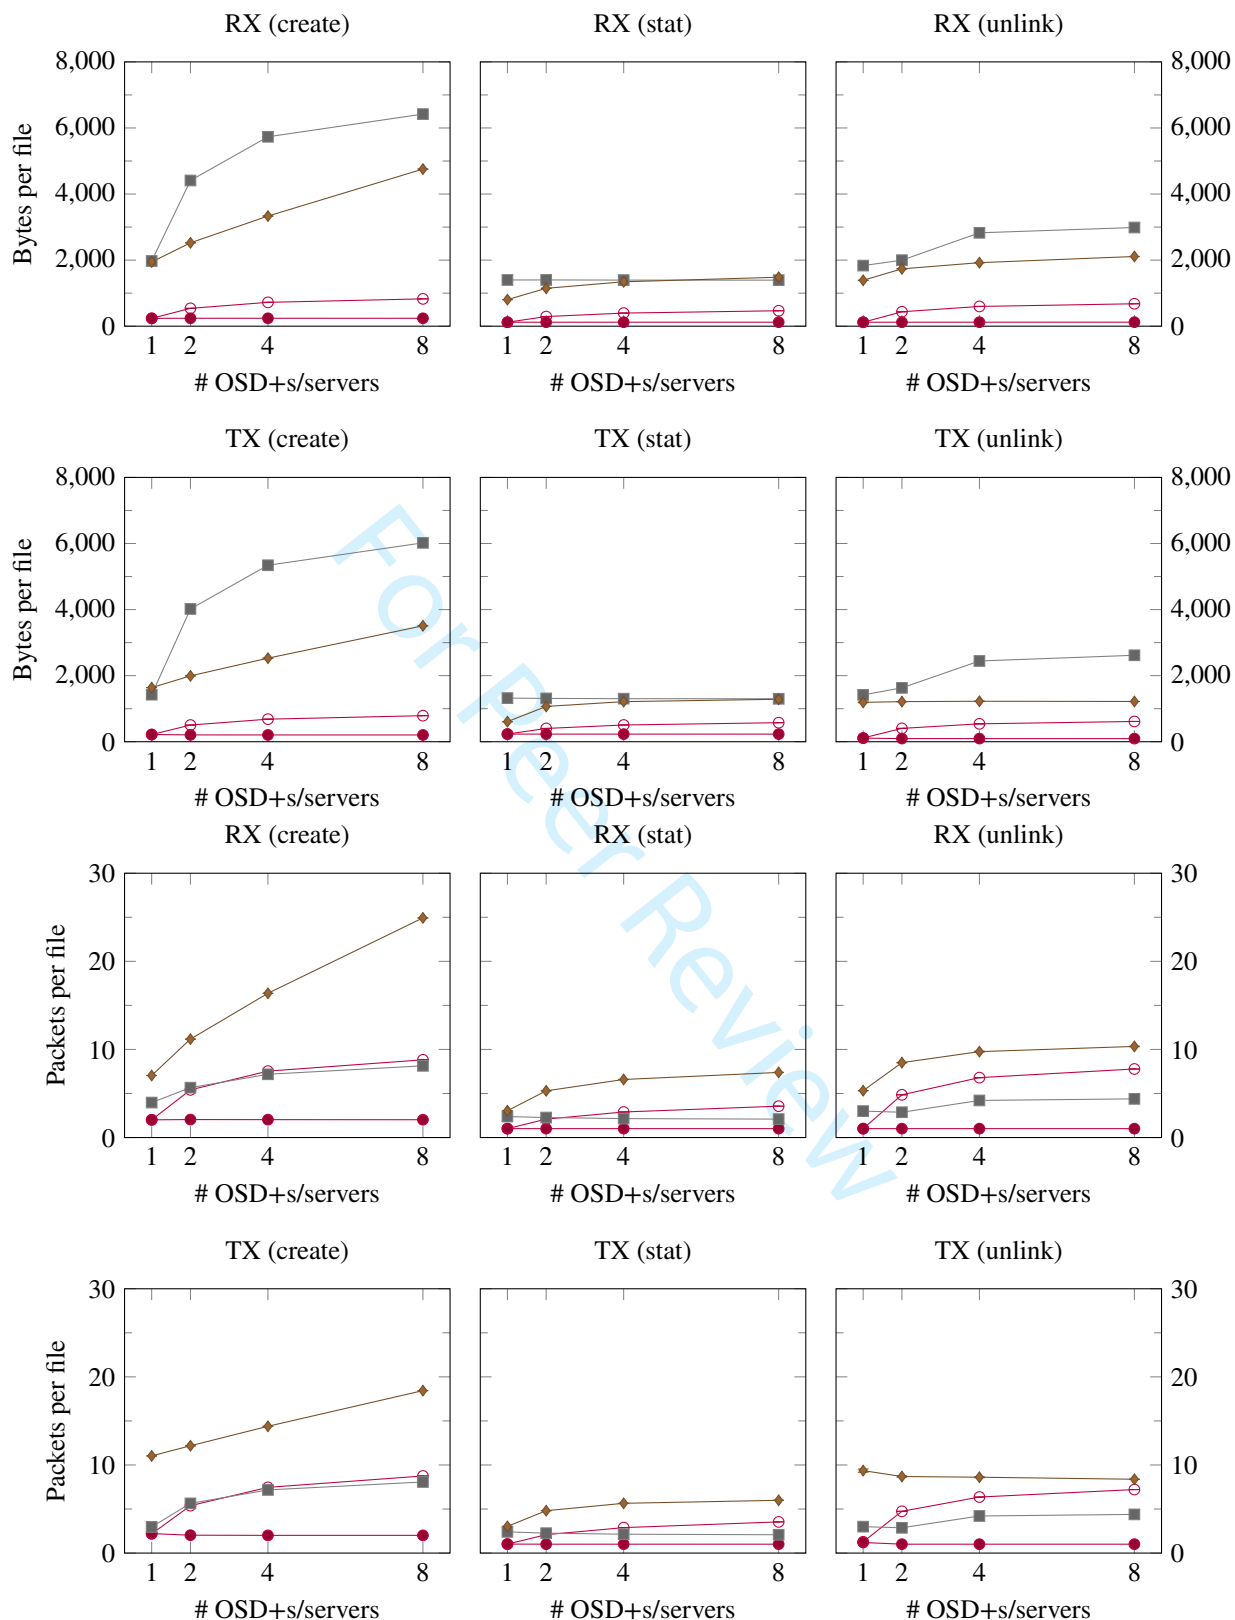 RX (create) RX (stat) RX (unlink)
8,000 8,000
6,000 6,000
4,000 4,000
2,000 2,000
0 0
Bytes per file
1 2 4 8 1 2 4 8 1 2 4 8
# OSD+s/servers # OSD+s/servers # OSD+s/servers
TX (create) TX (stat) TX (unlink)
8,000 8,000
6,000 6,000
4,000 4,000
2,000 2,000
0 0
Bytes per file
1 2 4 8 1 2 4 8 1 2 4 8
# OSD+s/servers # OSD+s/servers # OSD+s/servers
RX (create) RX (stat) RX (unlink)
30 30
20 20
10 10
0 0
Packets per file
1 2 4 8 1 2 4 8 1 2 4 8
# OSD+s/servers # OSD+s/servers # OSD+s/servers
TX (create) TX (stat) TX (unlink)
30 30
20 20
10 10
0 0
Packets per file
1 2 4 8 1 2 4 8 1 2 4 8
# OSD+s/servers # OSD+s/servers # OSD+s/servers
For Peer Review